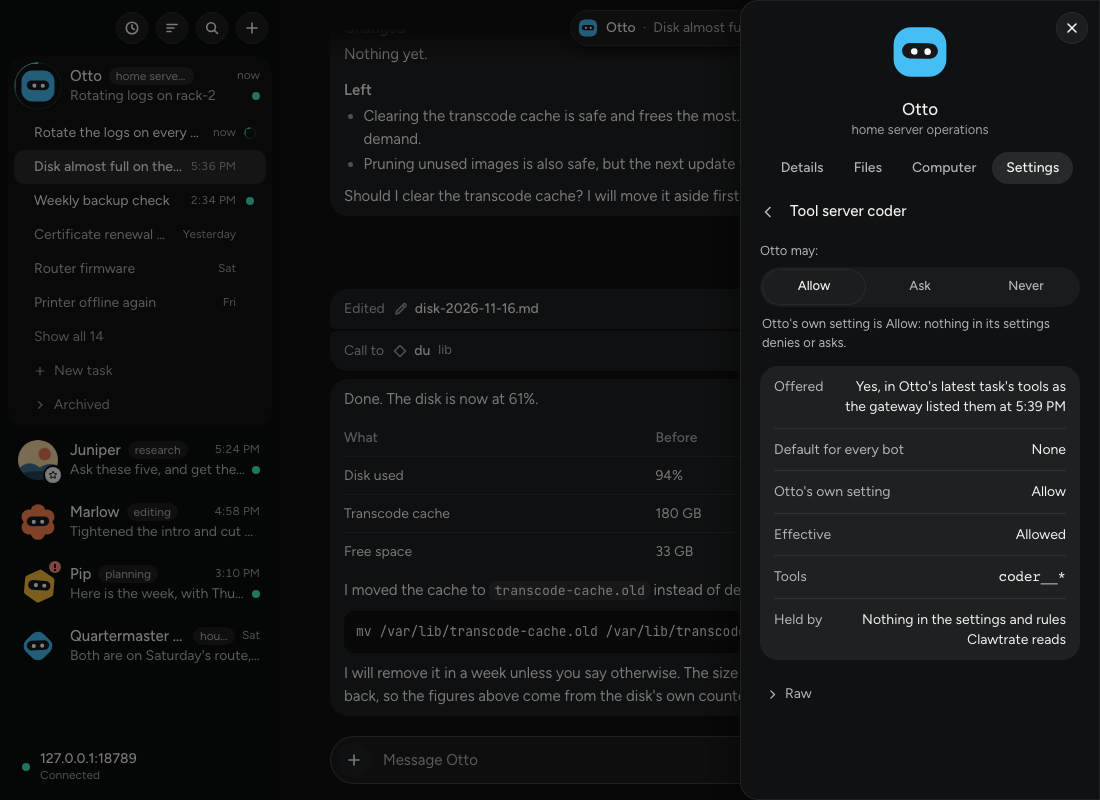 Otto home serve... now
Rotating logs on rack-2
Rotate the logs on every ... now
Disk almost full on the... 5:36 PM
Weekly backup check 2:34 PM
Certificate renewal ... Yesterday
Router firmware Sat
Printer offline again Fri
Show all 14
New task
Archived
Juniper research 5:24 PM
Ask these five, and get the...
Marlow editing 4:58 PM
Tightened the intro and cut ...
Pip planning 3:10 PM
Here is the week, with Thu...
Quartermaster ... hou... Sat
Both are on Saturday's route,...
127.0.0.1:18789
Connected
Otto · Disk almost fu
Changed
Nothing yet.
Left
Clearing the transcode cache is safe and frees the most.
demand.
Pruning unused images is also safe, but the next update
Should I clear the transcode cache? I will move it aside first
Edited disk-2026-11-16.md
Call to du lib
Done. The disk is now at 61%.
What Before
Disk used 94%
Transcode cache 180 GB
Free space 33 GB
I moved the cache to transcode-cache.old instead of de
mv /var/lib/transcode-cache.old /var/lib/transcod
I will remove it in a week unless you say otherwise. The size
back, so the figures above come from the disk's own count
Message Otto
Otto
home server operations
Details Files Computer Settings
Tool server coder
Otto may:
Allow Ask Never
Otto's own setting is Allow: nothing in its settings
denies or asks.
Offered Yes, in Otto's latest task's tools as
the gateway listed them at 5:39 PM
Default for every bot None
Otto's own setting Allow
Effective Allowed
Tools coder__*
Held by Nothing in the settings and rules
Clawtrate reads
Raw